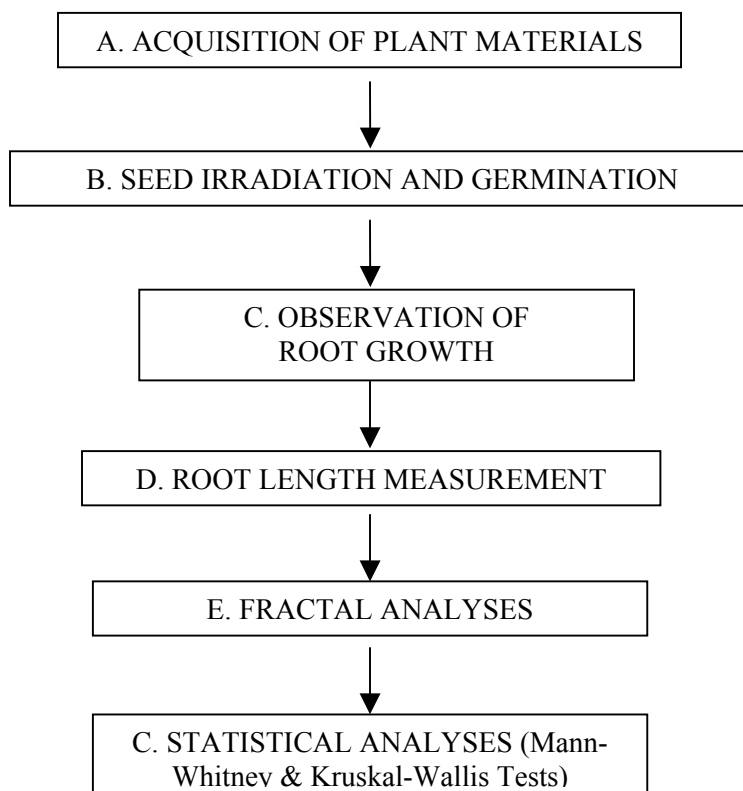 A. ACQUISITION OF PLANT MATERIALS
B. SEED IRRADIATION AND GERMINATION
C. OBSERVATION OF
ROOT GROWTH
D. ROOT LENGTH MEASUREMENT
E. FRACTAL ANALYSES
C. STATISTICAL ANALYSES (Mann-
Whitney & Kruskal-Wallis Tests)